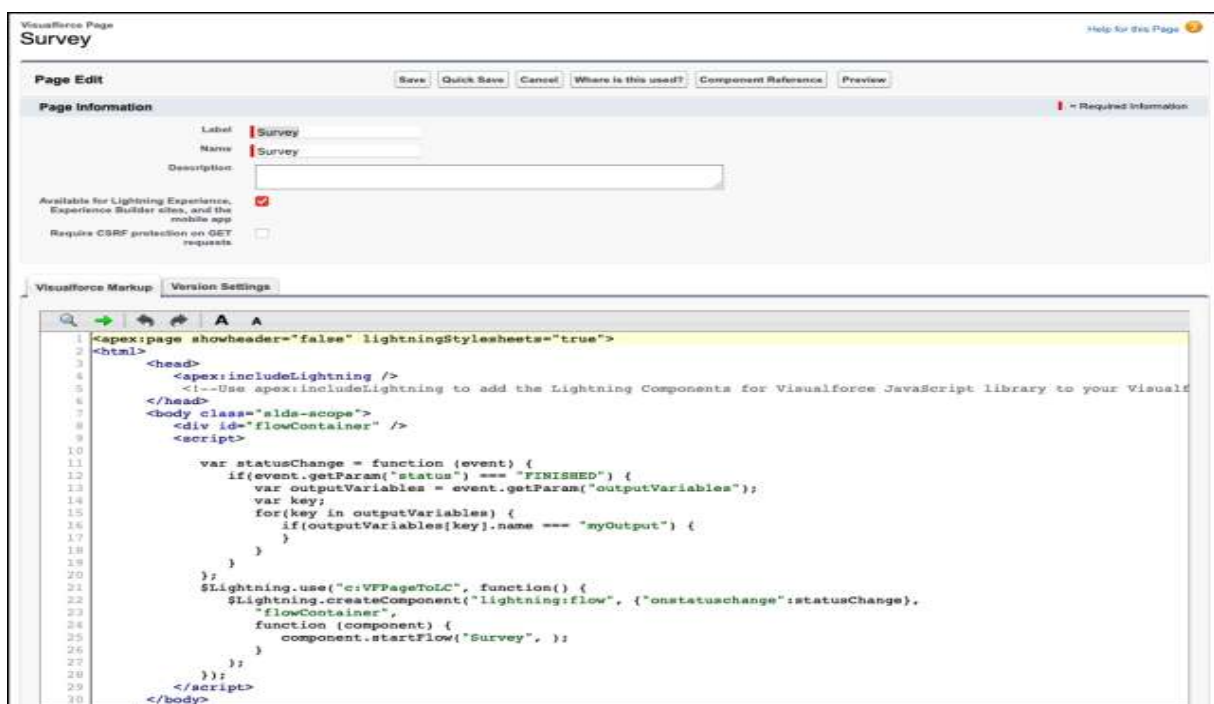 Visualforce Page
Survey
Help for this Page
Page Edit
Save Quick Save Cancel Where is this used? Component Reference Preview
Page Information
= Required Information
Label Survey
Name Survey
Description
Available for Lightning Experience,
Experience Builder sites, and the
mobile app
Require CSRF protection on GET
requests
Visualforce Markup Version Settings
A A
1 <apex:page showheader="false" lightningStylesheets="true">
2 <html>
3 <head>
4 <apex:includeLightning />
5 <!--Use apex:includeLightning to add the Lightning Components for Visualforce JavaScript library to your Visualf
6 </head>
7 <body class="slds-scope">
8 <div id="flowContainer" />
9 <script>
10
11 var statusChange = function (event) {
12 if(event.getParam("status") === "FINISHED") {
13 var outputVariables = event.getParam("outputVariables");
14 var key;
15 for(key in outputVariables) {
16 if(outputVariables[key].name === "myOutput") {
17 }
18 }
19 }
20 };
21 $Lightning.use("c:VFPageToLC", function() {
22 $Lightning.createComponent("lightning:flow", {"onstatuschange":statusChange},
23 "flowContainer",
24 function (component) {
25 component.startFlow("Survey", );
26 }
27 );
28 });
29 </script>
30 </body>